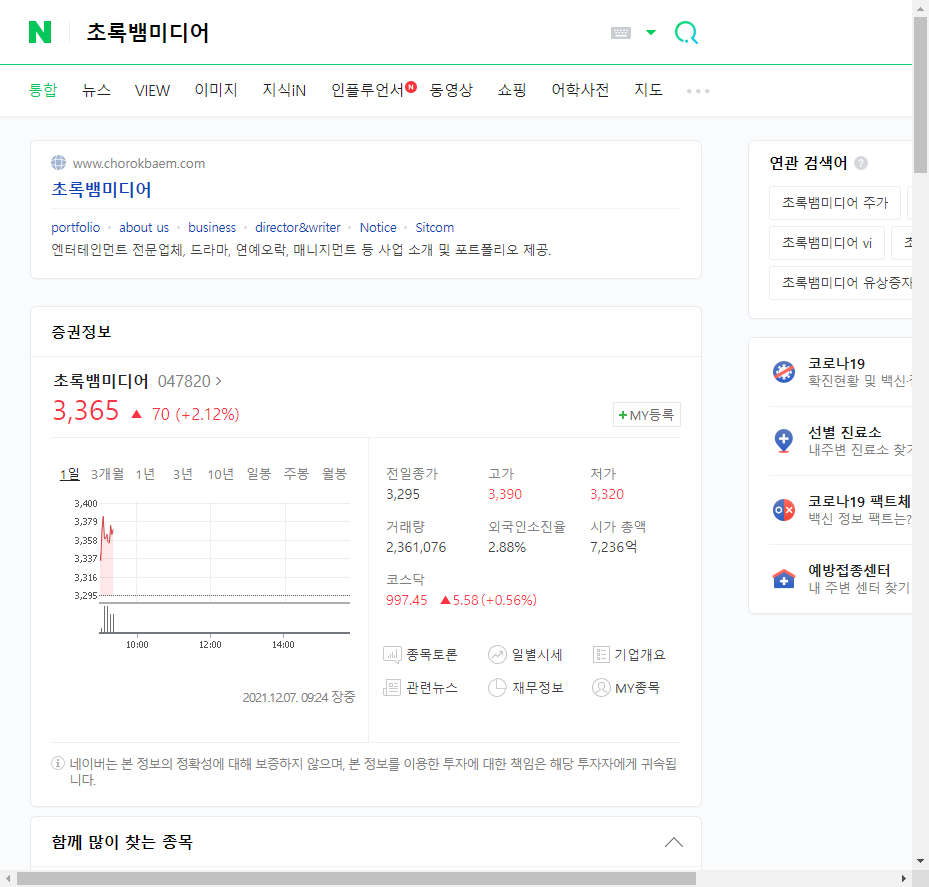 N 초록뱀미디어
통합 뉴스 VIEW 이미지 지식iN 인플루언서 N 동영상 쇼핑 어학사전 지도
www.chorokbaem.com
초록뱀미디어
portfolio · about us · business · director&writer · Notice · Sitcom
엔터테인먼트 전문업체, 드라마, 연예오락, 매니지먼트 등 사업 소개 및 포트폴리오 제공.
증권정보
초록뱀미디어 047820 >
3,365 ▲ 70 (+2.12%)
+MY등록
1일 3개월 1년 3년 10년 일봉 주봉 월봉
3,400
3,379
3,358
3,337
3,316
3,295
10:00 12:00 14:00
2021.12.07. 09:24 장중
전일종가 고가 저가
3,295 3,390 3,320
거래량 외국인소진율 시가 총액
2,361,076 2.88% 7,236억
코스닥
997.45 ▲5.58 (+0.56%)
종목토론 일별시세 기업개요
관련뉴스 재무정보 MY종목
네이버는 본 정보의 정확성에 대해 보증하지 않으며, 본 정보를 이용한 투자에 대한 책임은 해당 투자자에게 귀속됩
니다.
함께 많이 찾는 종목
연관 검색어 ?
초록뱀미디어 주가
초록뱀미디어 vi
초록뱀미디어 유상증자
코로나19
확진현황 및 백신·
선별 진료소
내주변 진료소 찾기
코로나19 팩트체
백신 정보 팩트는?
예방접종센터
내 주변 센터 찾기